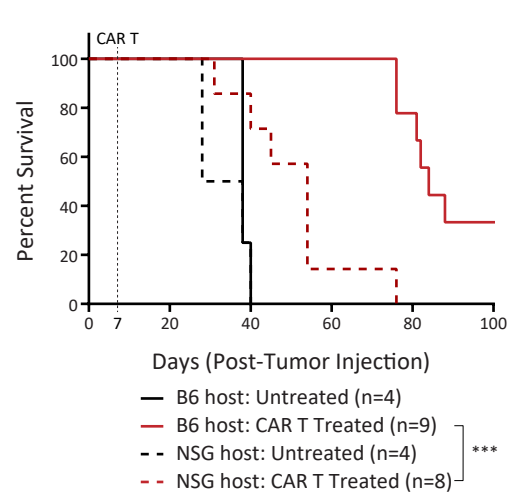 CAR T
100
80
60
40
20
0
Percent Survival
0 7 20 40 60 80 100
Days (Post-Tumor Injection)
B6 host: Untreated (n=4)
B6 host: CAR T Treated (n=9)
NSG host: Untreated (n=4)
NSG host: CAR T Treated (n=8)
***